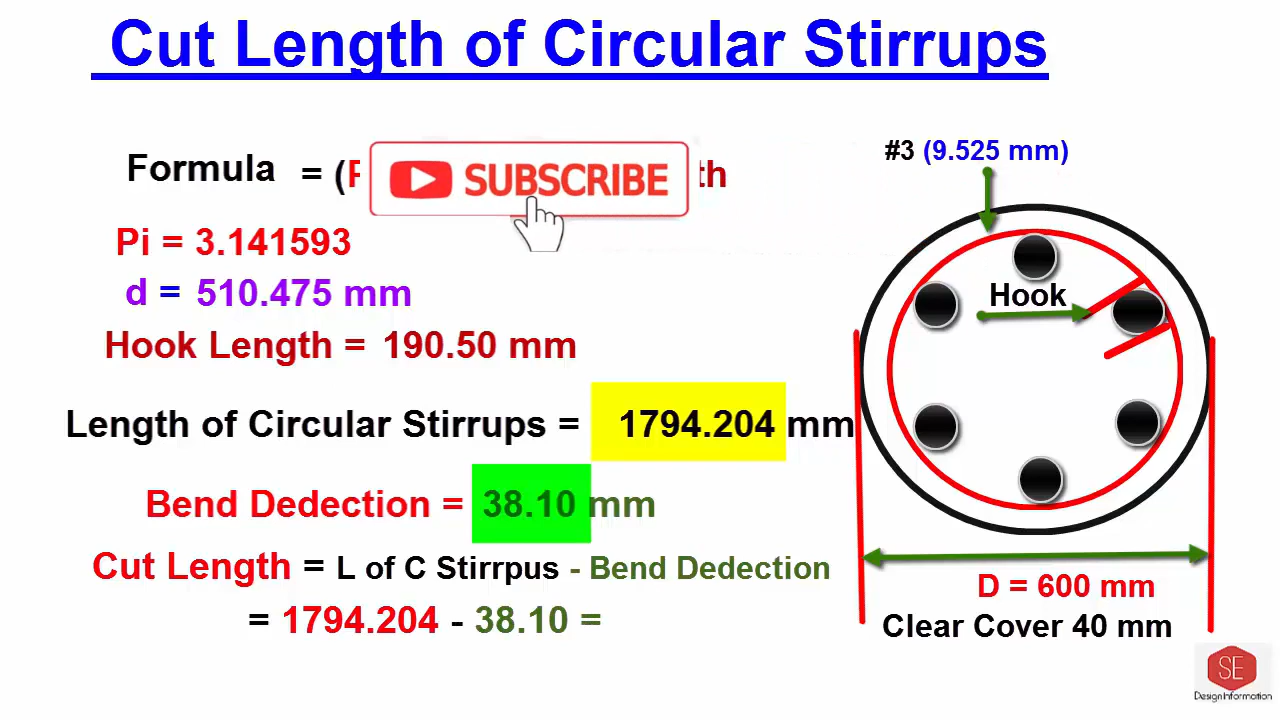 Cut Length of Circular Stirrups
Formula = (
SUBSCRIBE
#3 (9.525 mm)
Pi = 3.141593
d = 510.475 mm
Hook
Hook Length = 190.50 mm
Length of Circular Stirrups = 1794.204 mm
Bend Dedection = 38.10 mm
Cut Length = L of C Stirrpus - Bend Dedection
= 1794.204 - 38.10 =
D = 600 mm
Clear Cover 40 mm
SE
Design Information